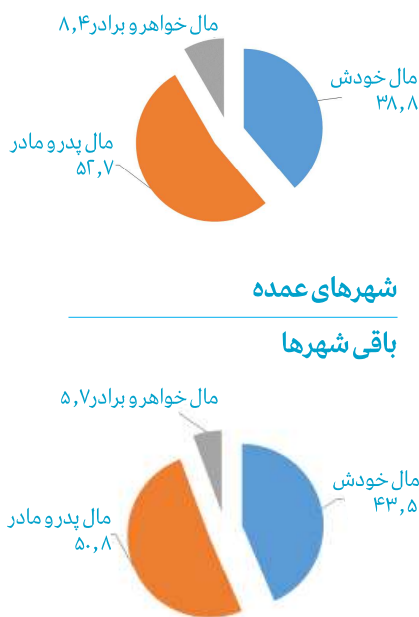 مال خواهر و برادر ۸,۴
مال خودش
۳۸,۸
مال پدر و مادر
۵۲,۷
شهرهای عمده
باقی شهرها
مال خواهر و برادر ۵,۷
مال خودش
۴۳,۵
مال پدر و مادر
۵۰,۸